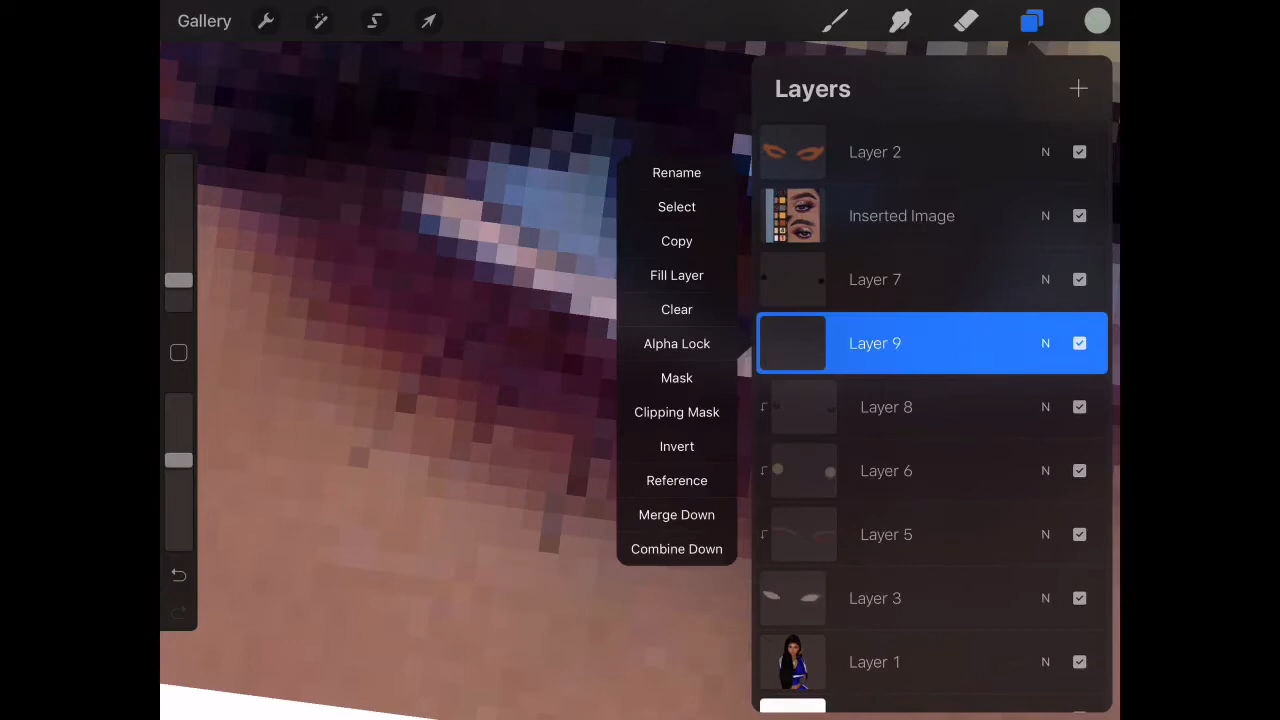 Gallery
Layers
Rename
Select
Copy
Fill Layer
Clear
Alpha Lock
Mask
Clipping Mask
Invert
Reference
Merge Down
Combine Down
Layer 2 N
Inserted Image N
Layer 7 N
Layer 9 N
Layer 8 N
Layer 6 N
Layer 5 N
Layer 3 N
Layer 1 N